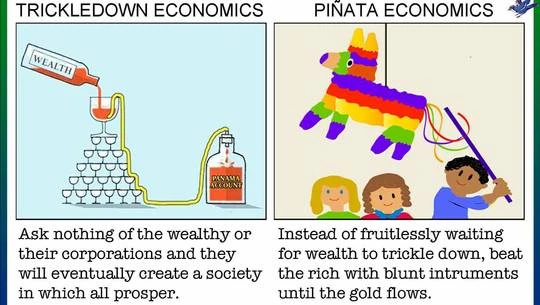 TRICKLEDOWN ECONOMICS
WEALTH
PANAMA
ACCOUNT
Ask nothing of the wealthy or
their corporations and they
will eventually create a society
in which all prosper.
PIÑATA ECONOMICS
Instead of fruitlessly waiting
for wealth to trickle down, beat
the rich with blunt intruments
until the gold flows.